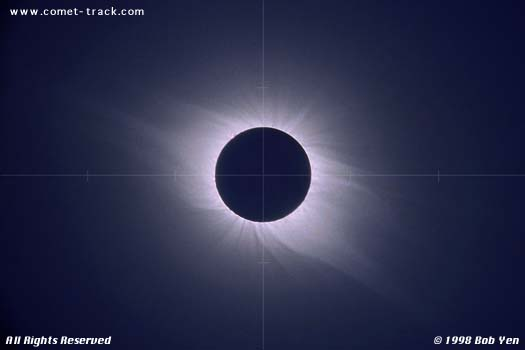 www.comet-track.com
All Rights Reserved
© 1998 Bob Yen